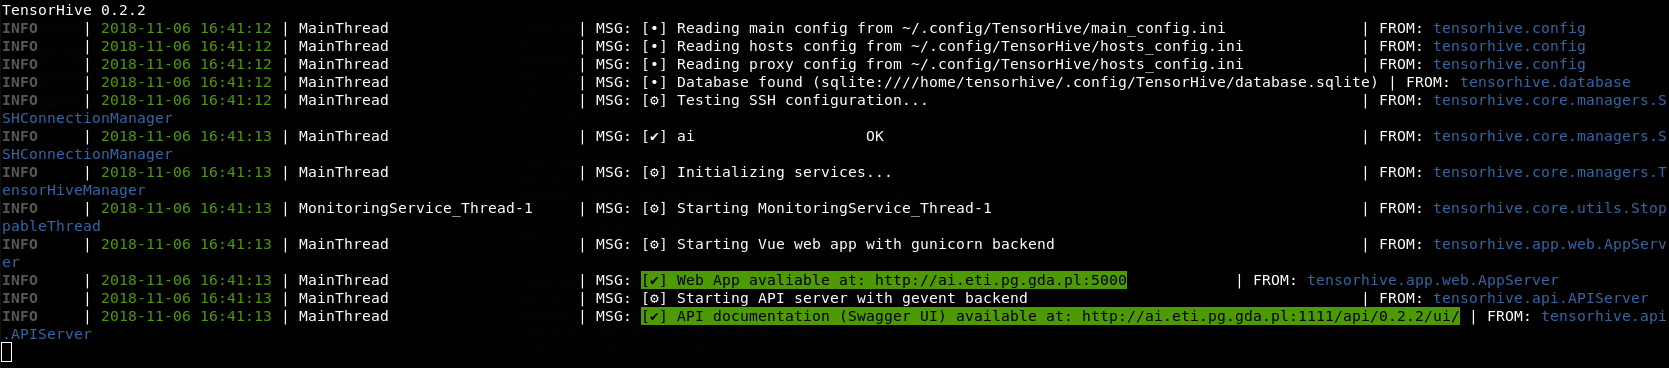 TensorHive 0.2.2
INFO     | 2018-11-06 16:41:12 | MainThread                     | MSG: [•] Reading main config from ~/.config/TensorHive/main_config.ini               | FROM: tensorhive.config
INFO     | 2018-11-06 16:41:12 | MainThread                     | MSG: [•] Reading hosts config from ~/.config/TensorHive/hosts_config.ini             | FROM: tensorhive.config
INFO     | 2018-11-06 16:41:12 | MainThread                     | MSG: [•] Reading proxy config from ~/.config/TensorHive/hosts_config.ini             | FROM: tensorhive.config
INFO     | 2018-11-06 16:41:12 | MainThread                     | MSG: [•] Database found (sqlite:////home/tensorhive/.config/TensorHive/database.sqlite) | FROM: tensorhive.database
INFO     | 2018-11-06 16:41:12 | MainThread                     | MSG: [⚙] Testing SSH configuration...                                                | FROM: tensorhive.core.managers.S
SHConnectionManager
INFO     | 2018-11-06 16:41:13 | MainThread                     | MSG: [✔] ai                   OK                                                     | FROM: tensorhive.core.managers.S
SHConnectionManager
INFO     | 2018-11-06 16:41:13 | MainThread                     | MSG: [⚙] Initializing services...                                                    | FROM: tensorhive.core.managers.T
ensorHiveManager
INFO     | 2018-11-06 16:41:13 | MonitoringService_Thread-1     | MSG: [⚙] Starting MonitoringService_Thread-1                                         | FROM: tensorhive.core.utils.Stop
pableThread
INFO     | 2018-11-06 16:41:13 | MainThread                     | MSG: [⚙] Starting Vue web app with gunicorn backend                                  | FROM: tensorhive.app.web.AppServ
er
INFO     | 2018-11-06 16:41:13 | MainThread                     | MSG: [✔] Web App avaliable at: http://ai.eti.pg.gda.pl:5000            | FROM: tensorhive.app.web.AppServer
INFO     | 2018-11-06 16:41:13 | MainThread                     | MSG: [⚙] Starting API server with gevent backend                                     | FROM: tensorhive.api.APIServer
INFO     | 2018-11-06 16:41:13 | MainThread                     | MSG: [✔] API documentation (Swagger UI) available at: http://ai.eti.pg.gda.pl:1111/api/0.2.2/ui/ | FROM: tensorhive.api
.APIServer